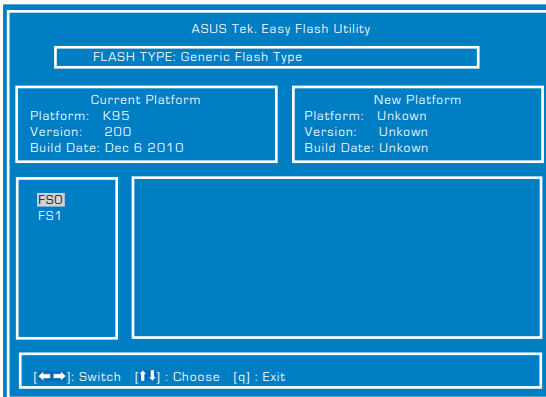 ASUS Tek. Easy Flash Utility
FLASH TYPE: Generic Flash Type
Current Platform
Platform: K95
Version: 200
Build Date: Dec 6 2010
New Platform
Platform: Unkown
Version: Unkown
Build Date: Unkown
FS0
FS1
[←→]: Switch [↑↓] : Choose [q] : Exit